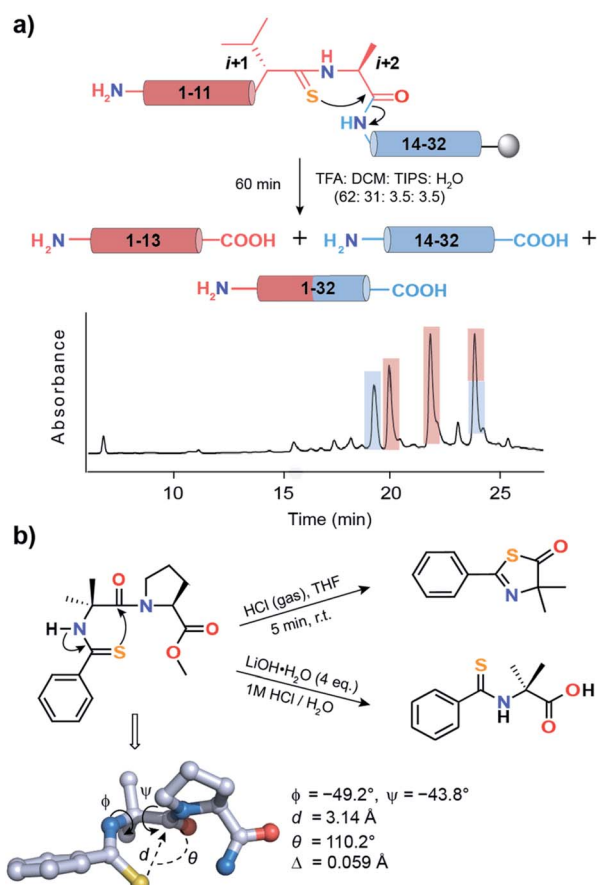 a)
i+1
H
N
i+2
H₂N
1-11
S
O
HN
14-32
60 min
TFA: DCM: TIPS: H₂O
(62: 31: 3.5: 3.5)
H₂N
1-13
COOH
+
H₂N
14-32
COOH
+
H₂N
1-32
COOH
Absorbance
10
15
20
25
Time (min)
b)
O
N
H-N
S
O
O
HCl (gas), THF
5 min, r.t.
S
O
N
LiOH•H₂O (4 eq.)
1M HCl / H₂O
S
N
H
OH
O
ϕ
ψ
d
θ
ϕ = −49.2°, ψ = −43.8°
d = 3.14 Å
θ = 110.2°
Δ = 0.059 Å